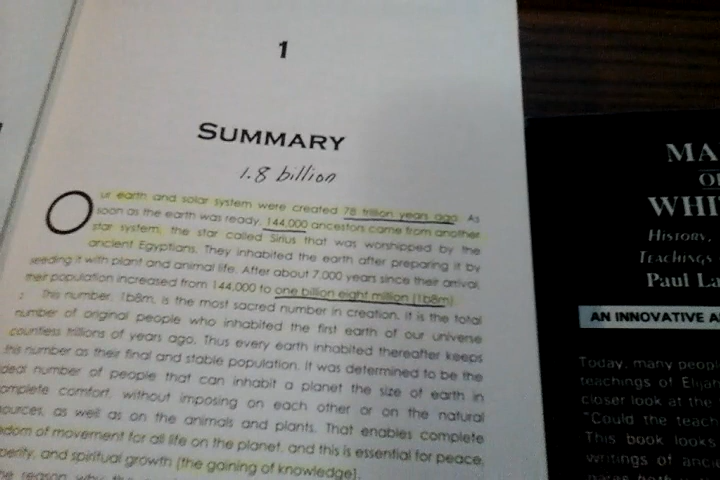 1
SUMMARY
1.8 billion
Our earth and solar system were created 78 trillion years ago. As
soon as the earth was ready, 144,000 ancestors came from another
star system, the star called Sirius that was worshipped by the
ancient Egyptians. They inhabited the earth after preparing it by
seeding it with plant and animal life. After about 7,000 years since their arrival,
their population increased from 144,000 to one billion eight million (1b8m).
This number, 1b8m, is the most sacred number in creation. It is the total
number of original people who inhabited the first earth of our universe
countless trillions of years ago. Thus every earth inhabited thereafter keeps
this number as their final and stable population. It was determined to be the
ideal number of people that can inhabit a planet the size of earth in
complete comfort, without imposing on each other or on the natural
sources, as well as on the animals and plants. That enables complete
dom of movement for all life on the planet, and this is essential for peace,
perity, and spiritual growth (the gaining of knowledge).
the reason why the
MA
OF
WHI
HISTORY,
TEACHINGS
Paul La
AN INNOVATIVE A
Today, many peop
teachings of Elijah
closer look at the
"Could the teach
This book looks
writings of anci